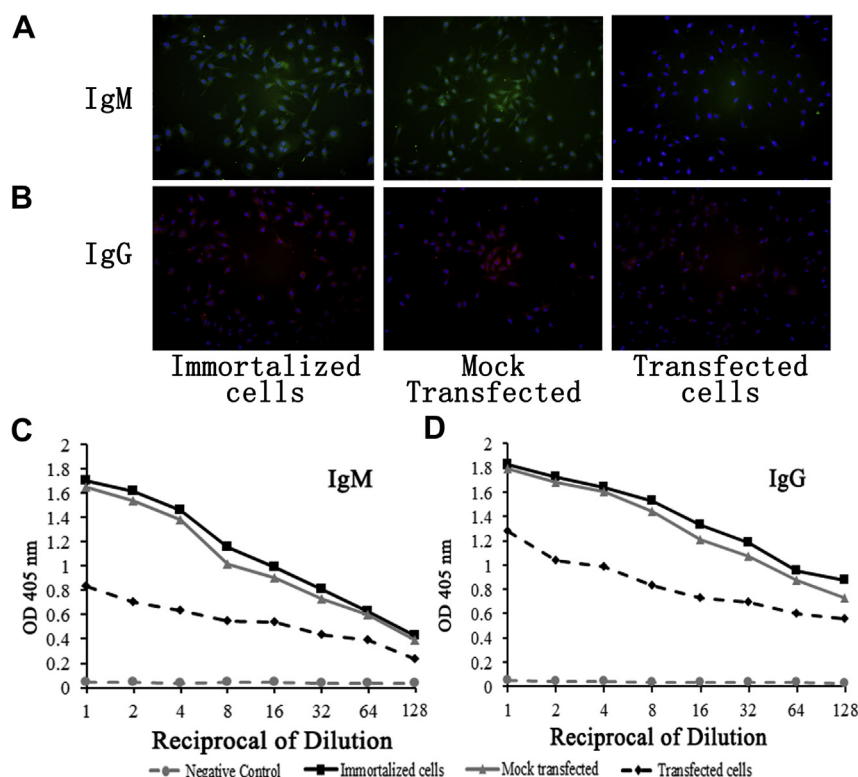 A
IgM
B
IgG
Immortalized cells
Mock Transfected
Transfected cells
C
IgM
OD 405 nm
2
1.8
1.6
1.4
1.2
1
0.8
0.6
0.4
0.2
0
1 2 4 8 16 32 64 128
Reciprocal of Dilution
D
IgG
OD 405 nm
2
1.8
1.6
1.4
1.2
1
0.8
0.6
0.4
0.2
0
1 2 4 8 16 32 64 128
Reciprocal of Dilution
Negative Control Immortalized cells Mock transfected Transfected cells